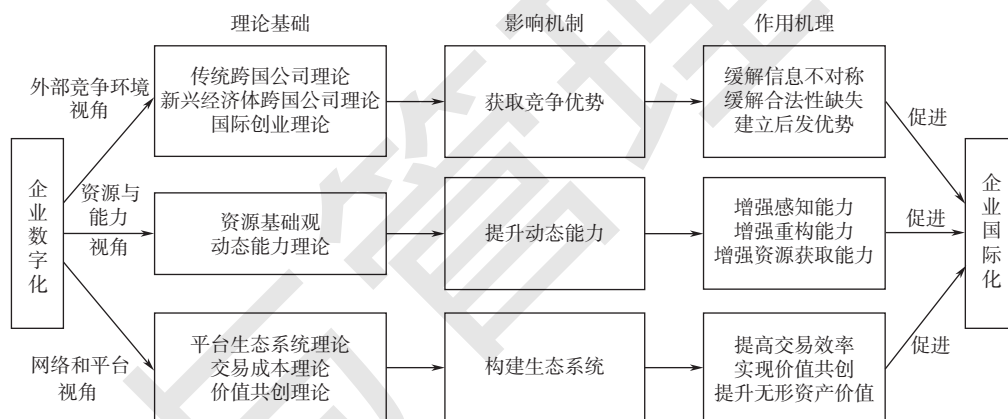 理论基础
影响机制
作用机理
外部竞争环境
视角
传统跨国公司理论
新兴经济体跨国公司理论
国际创业理论
获取竞争优势
缓解信息不对称
缓解合法性缺失
建立后发优势
促进
企业数字化
资源与
能力
视角
资源基础观
动态能力理论
提升动态能力
增强感知能力
增强重构能力
增强资源获取能力
促进
企业国际化
网络和平台
视角
平台生态系统理论
交易成本理论
价值共创理论
构建生态系统
提高交易效率
实现价值共创
提升无形资产价值
促进
与管理